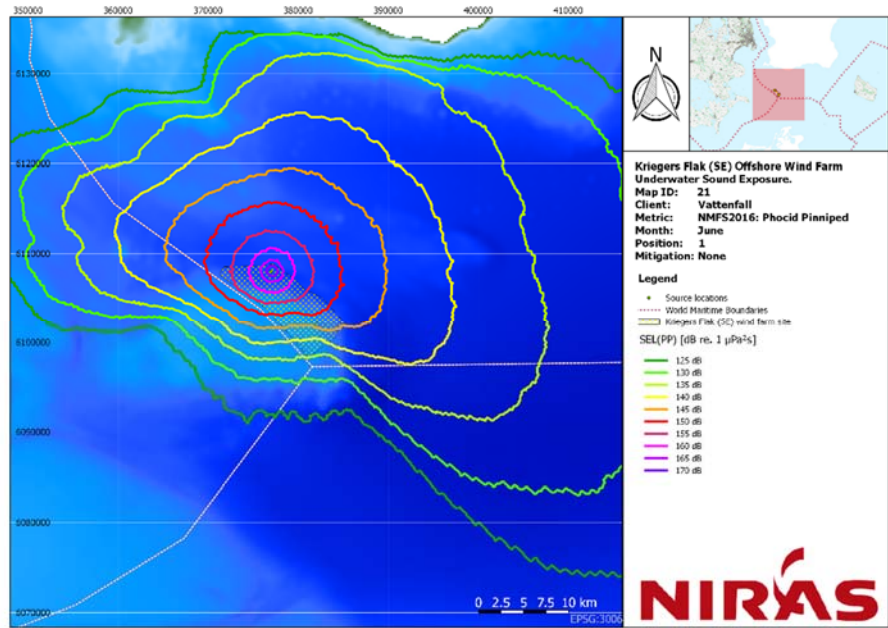 350000 360000 370000 380000 390000 400000 410000
6130000
6120000
6110000
6100000
6090000
6080000
6070000
0 2.5 5 7.5 10 km
EPSG:3006
N
Kriegers Flak (SE) Offshore Wind Farm
Underwater Sound Exposure.
Map ID: 21
Client: Vattenfall
Metric: NMFS2016: Phocid Pinniped
Month: June
Position: 1
Mitigation: None
Legend
Source locations
World Maritime Boundaries
Kriegers Flak (SE) wind farm site
SEL(PP) [dB re. 1 µPa²s]
125 dB
130 dB
135 dB
140 dB
145 dB
150 dB
155 dB
160 dB
165 dB
170 dB
NIRAS